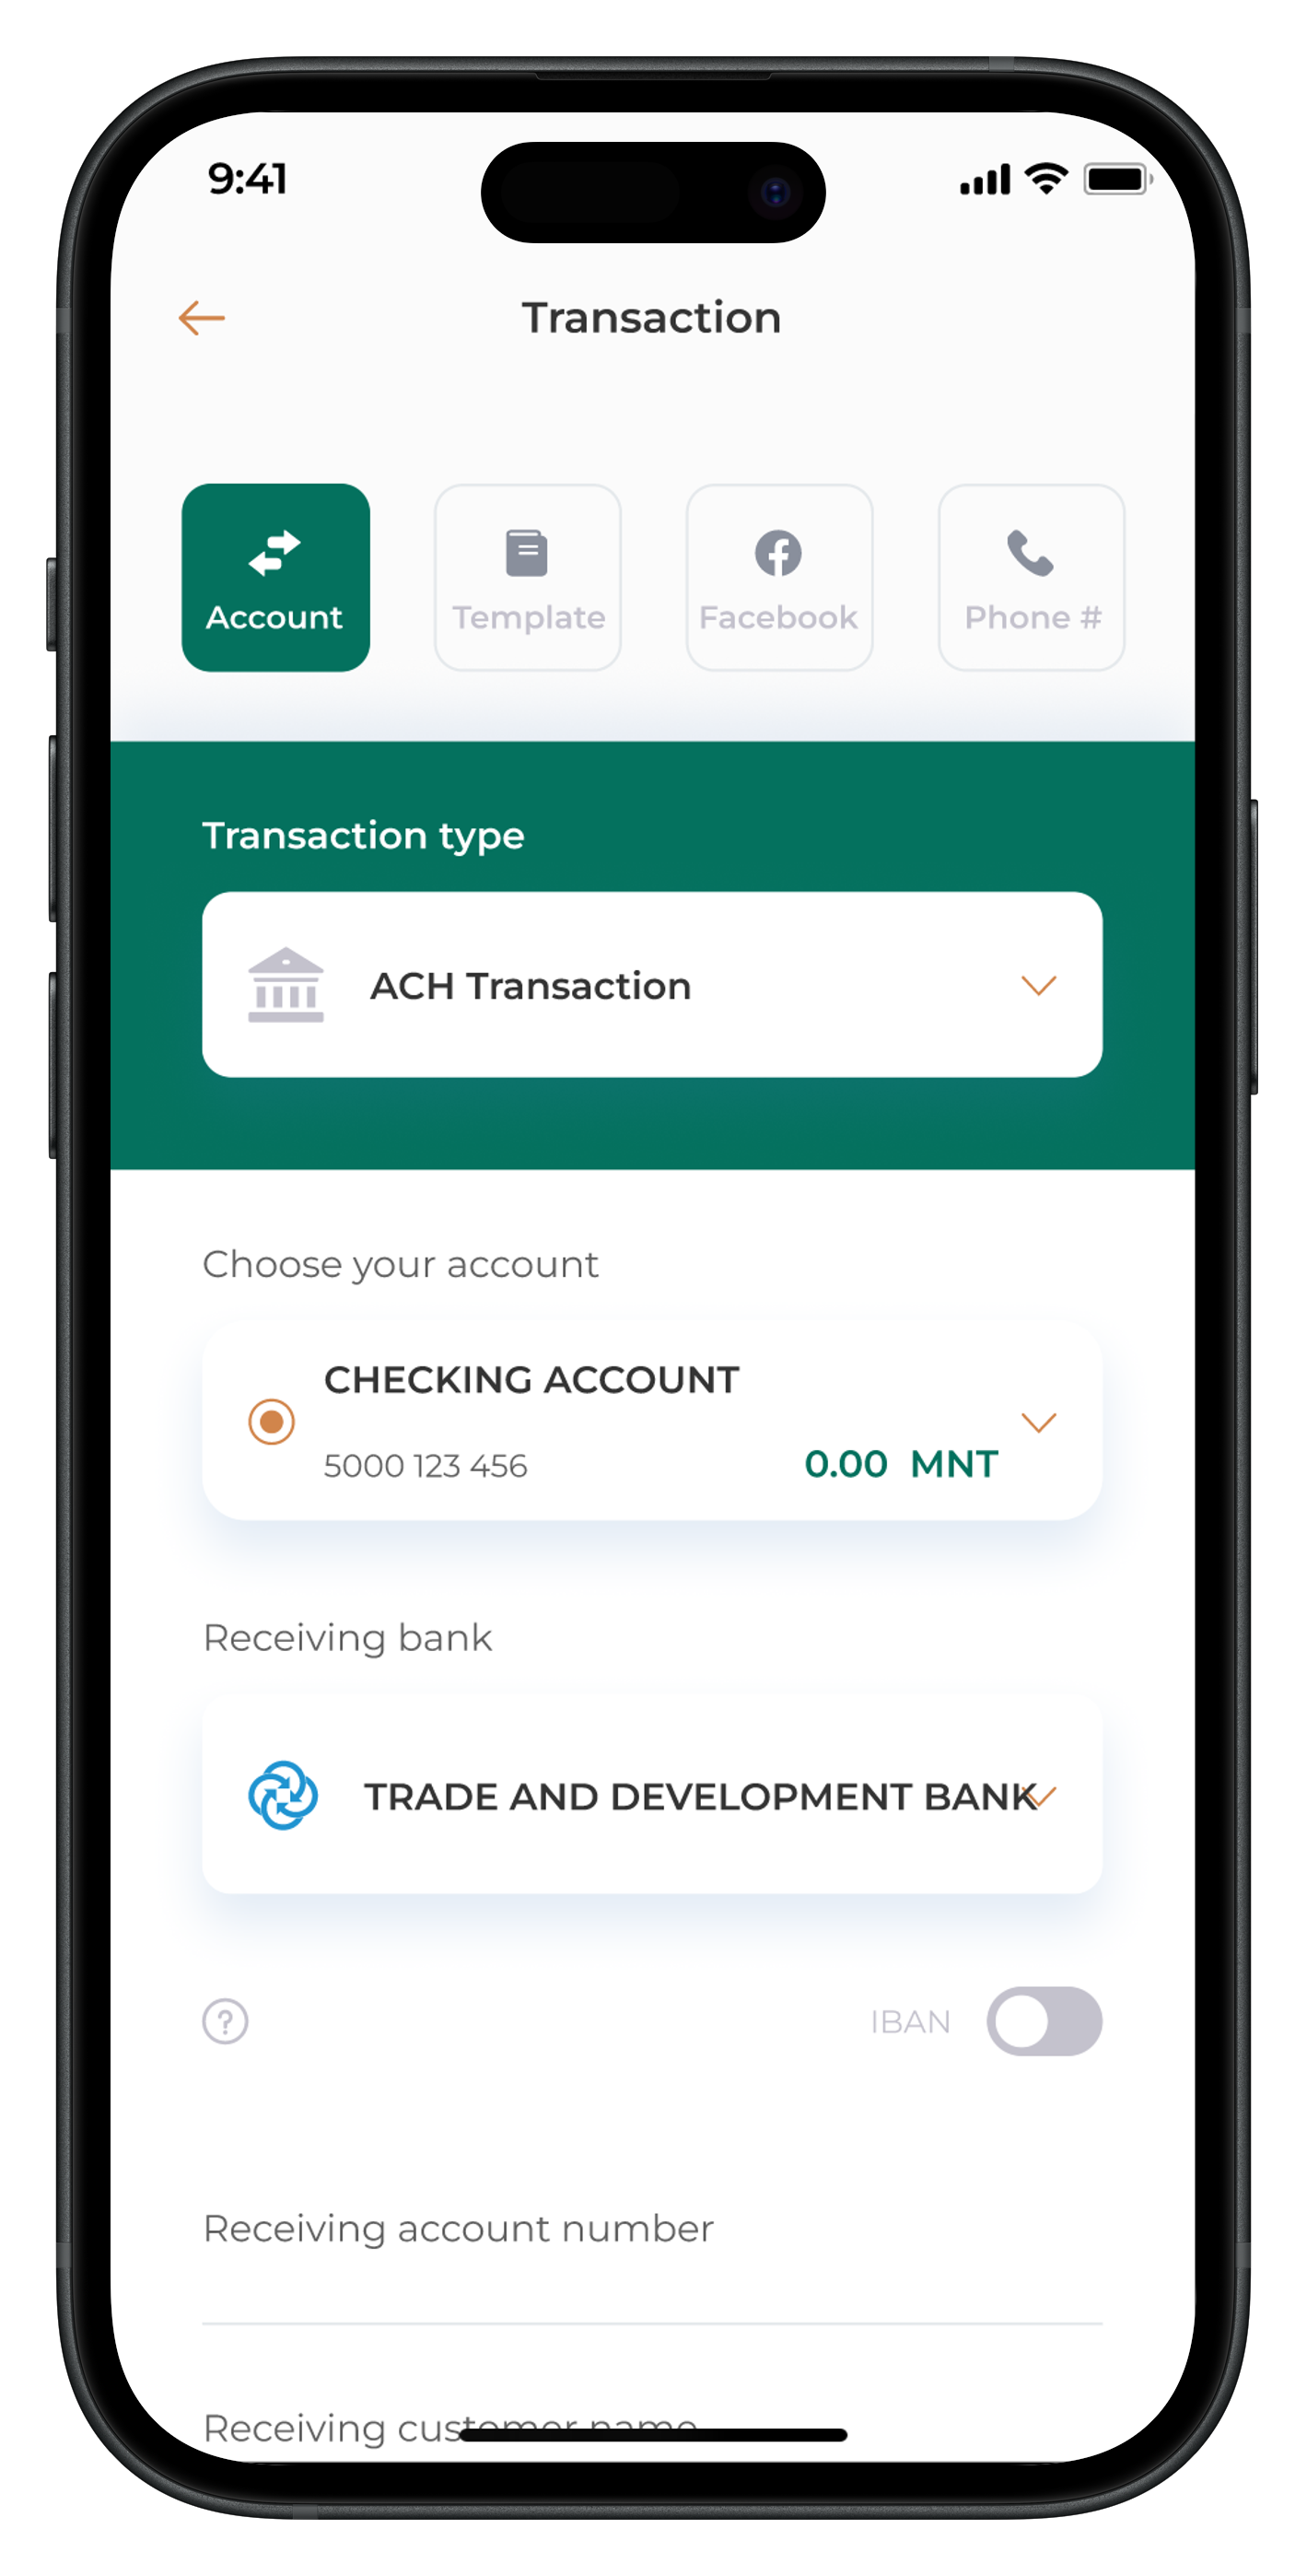 9:41
Transaction
Account
Template
Facebook
Phone #
Transaction type
ACH Transaction
Choose your account
CHECKING ACCOUNT
5000 123 456
0.00 MNT
Receiving bank
TRADE AND DEVELOPMENT BANK
IBAN
Receiving account number
Receiving customer name